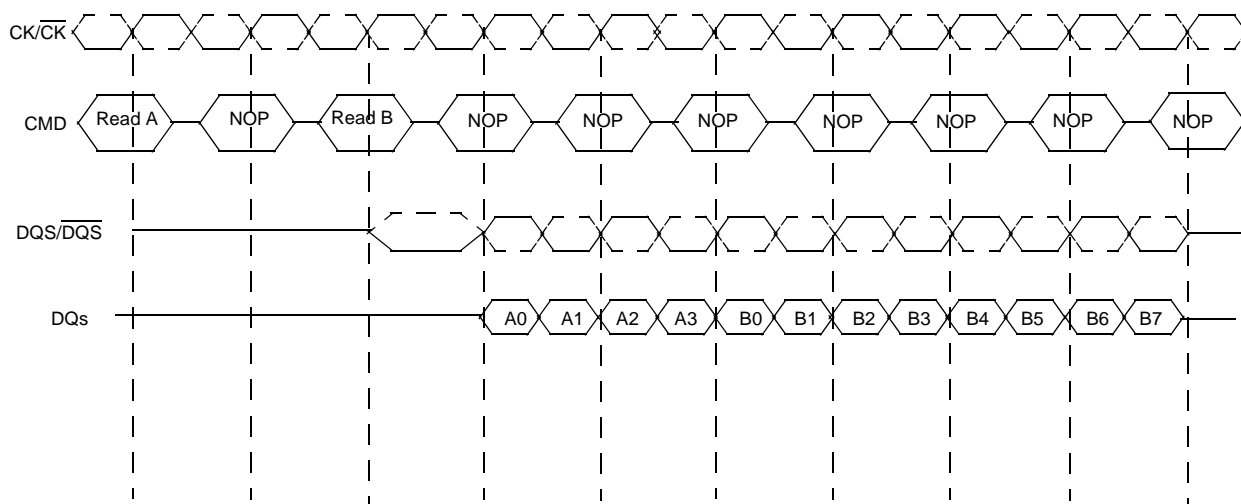 CK/CK
CMD Read A NOP Read B NOP NOP NOP NOP NOP NOP NOP
DQS/DQS
DQs A0 A1 A2 A3 B0 B1 B2 B3 B4 B5 B6 B7